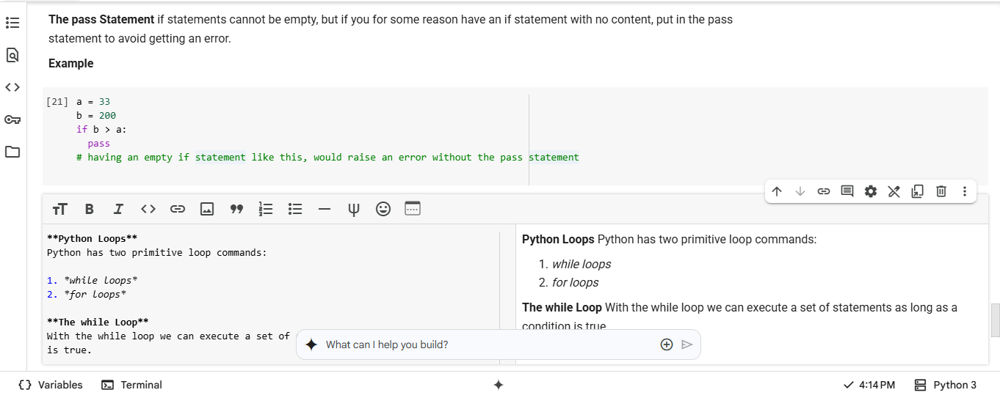 The pass Statement if statements cannot be empty, but if you for some reason have an if statement with no content, put in the pass
statement to avoid getting an error.
Example
[21] a = 33
b = 200
if b > a:
pass
# having an empty if statement like this, would raise an error without the pass statement
**Python Loops**
Python has two primitive loop commands:
1. *while loops*
2. *for loops*
**The while Loop**
With the while loop we can execute a set of
is true.
Python Loops Python has two primitive loop commands:
1. while loops
2. for loops
The while Loop With the while loop we can execute a set of statements as long as a
condition is true
What can I help you build?
{} Variables
Terminal
4:14 PM
Python 3